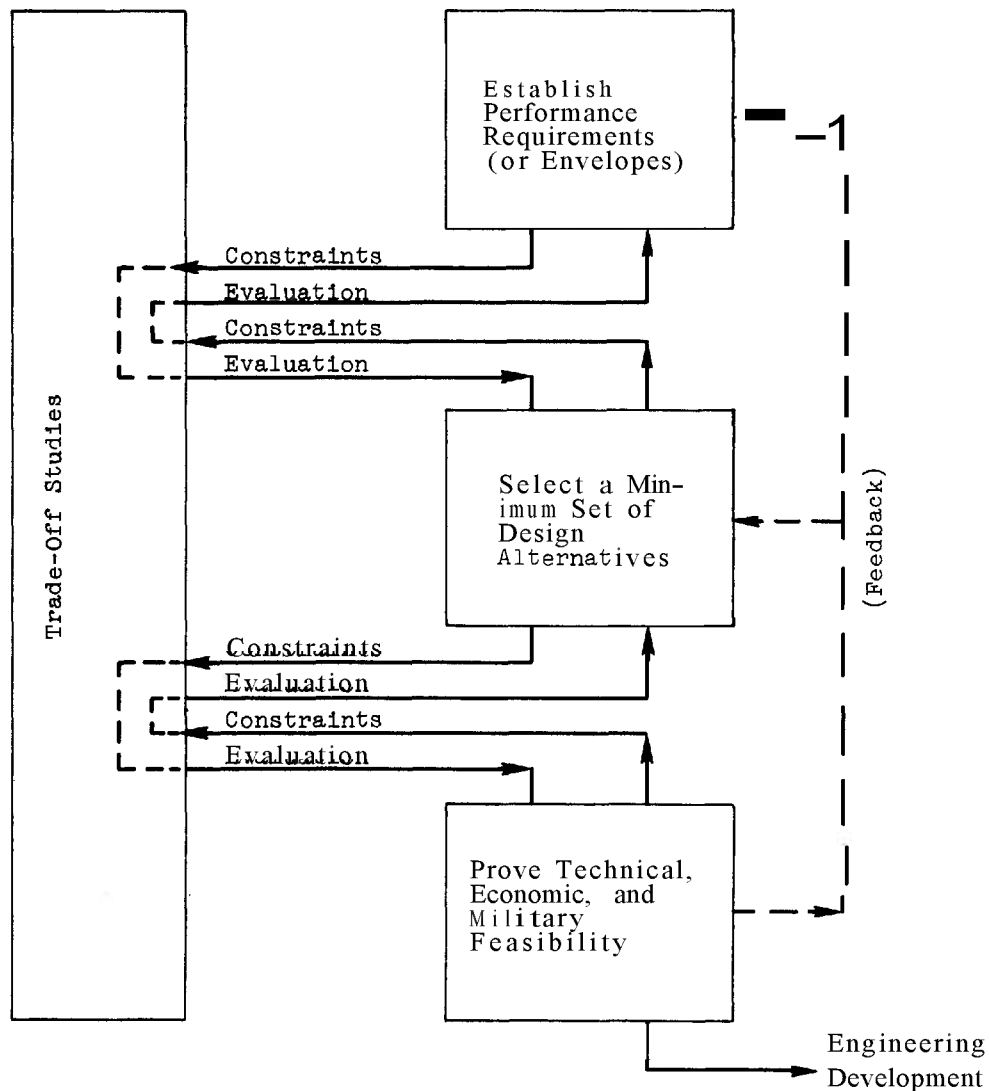 Establish
Performance
Requirements
(or Envelopes)
Constraints
Evaluation
Constraints
Evaluation
Trade-Off Studies
Select a Min-
imum Set of
Design
Alternatives
(Feedback)
Constraints
Evaluation
Constraints
Evaluation
Prove Technical,
Economic, and
Military
Feasibility
Engineering
Development